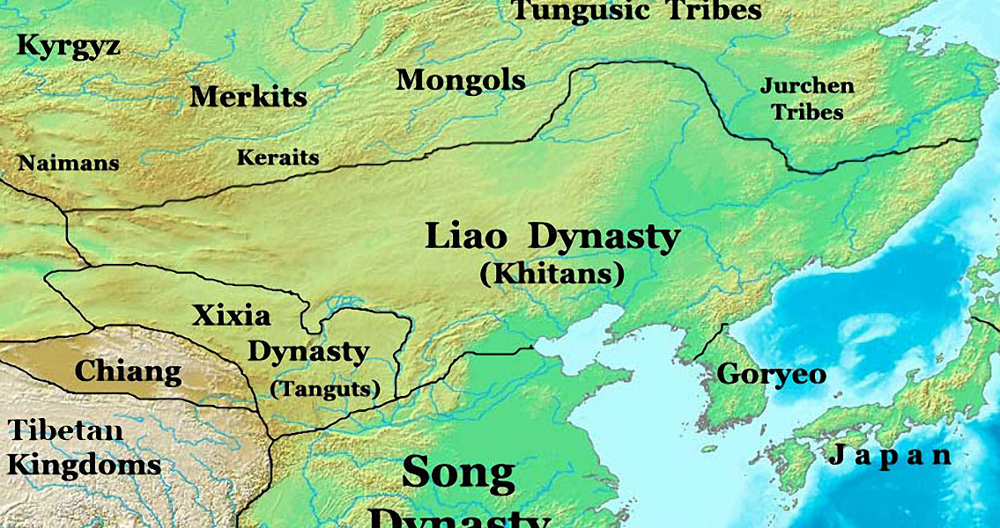 Tungusic Tribes
Kyrgyz
Merkits
Mongols
Jurchen
Tribes
Naimans
Keraits
Liao Dynasty
(Khitans)
Xixia
Dynasty
(Tanguts)
Chiang
Goryeo
Tibetan
Kingdoms
Japan
Song
Dynasty